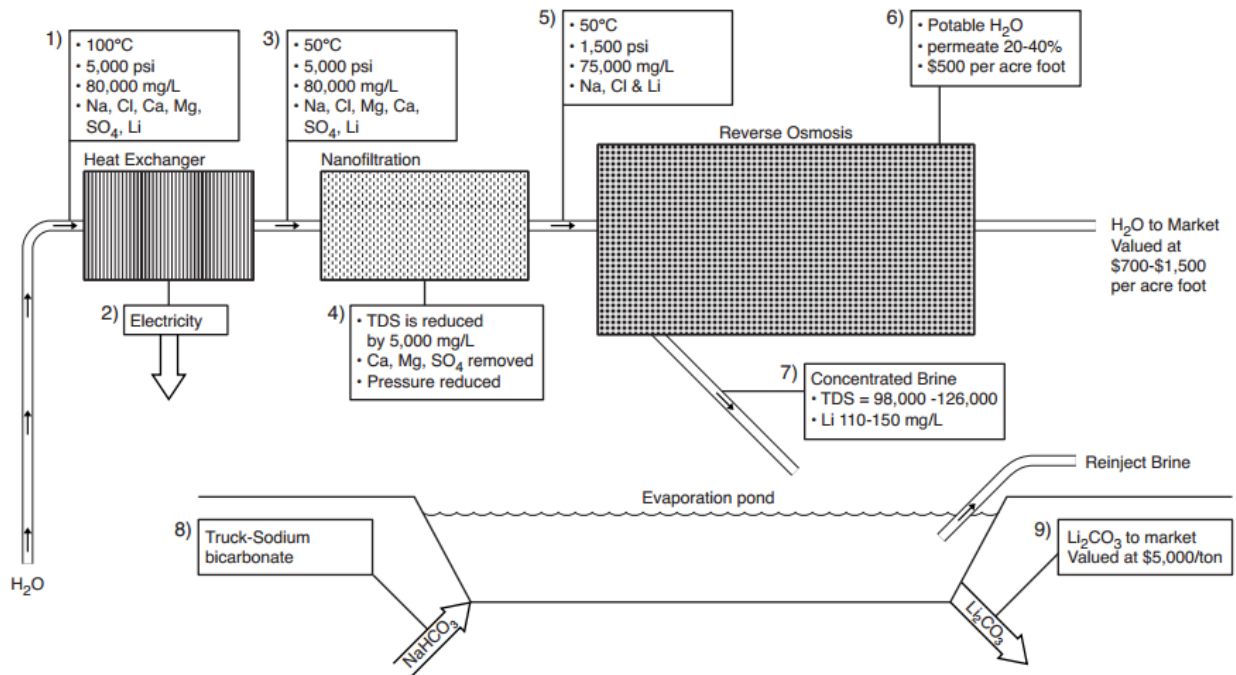 1)
• 100°C
• 5,000 psi
• 80,000 mg/L
• Na, Cl, Ca, Mg,
SO₄, Li
Heat Exchanger
2)
Electricity
3)
• 50°C
• 5,000 psi
• 80,000 mg/L
• Na, Cl, Mg, Ca,
SO₄, Li
Nanofiltration
4)
• TDS is reduced
by 5,000 mg/L
• Ca, Mg, SO₄ removed
• Pressure reduced
5)
• 50°C
• 1,500 psi
• 75,000 mg/L
• Na, Cl & Li
Reverse Osmosis
6)
• Potable H₂O
• permeate 20-40%
• $500 per acre foot
H₂O to Market
Valued at
$700-$1,500
per acre foot
7)
Concentrated Brine
• TDS = 98,000 -126,000
• Li 110-150 mg/L
Reinject Brine
Evaporation pond
8)
Truck-Sodium
bicarbonate
NaHCO₃
9)
Li₂CO₃ to market
Valued at $5,000/ton
Li₂CO₃
H₂O